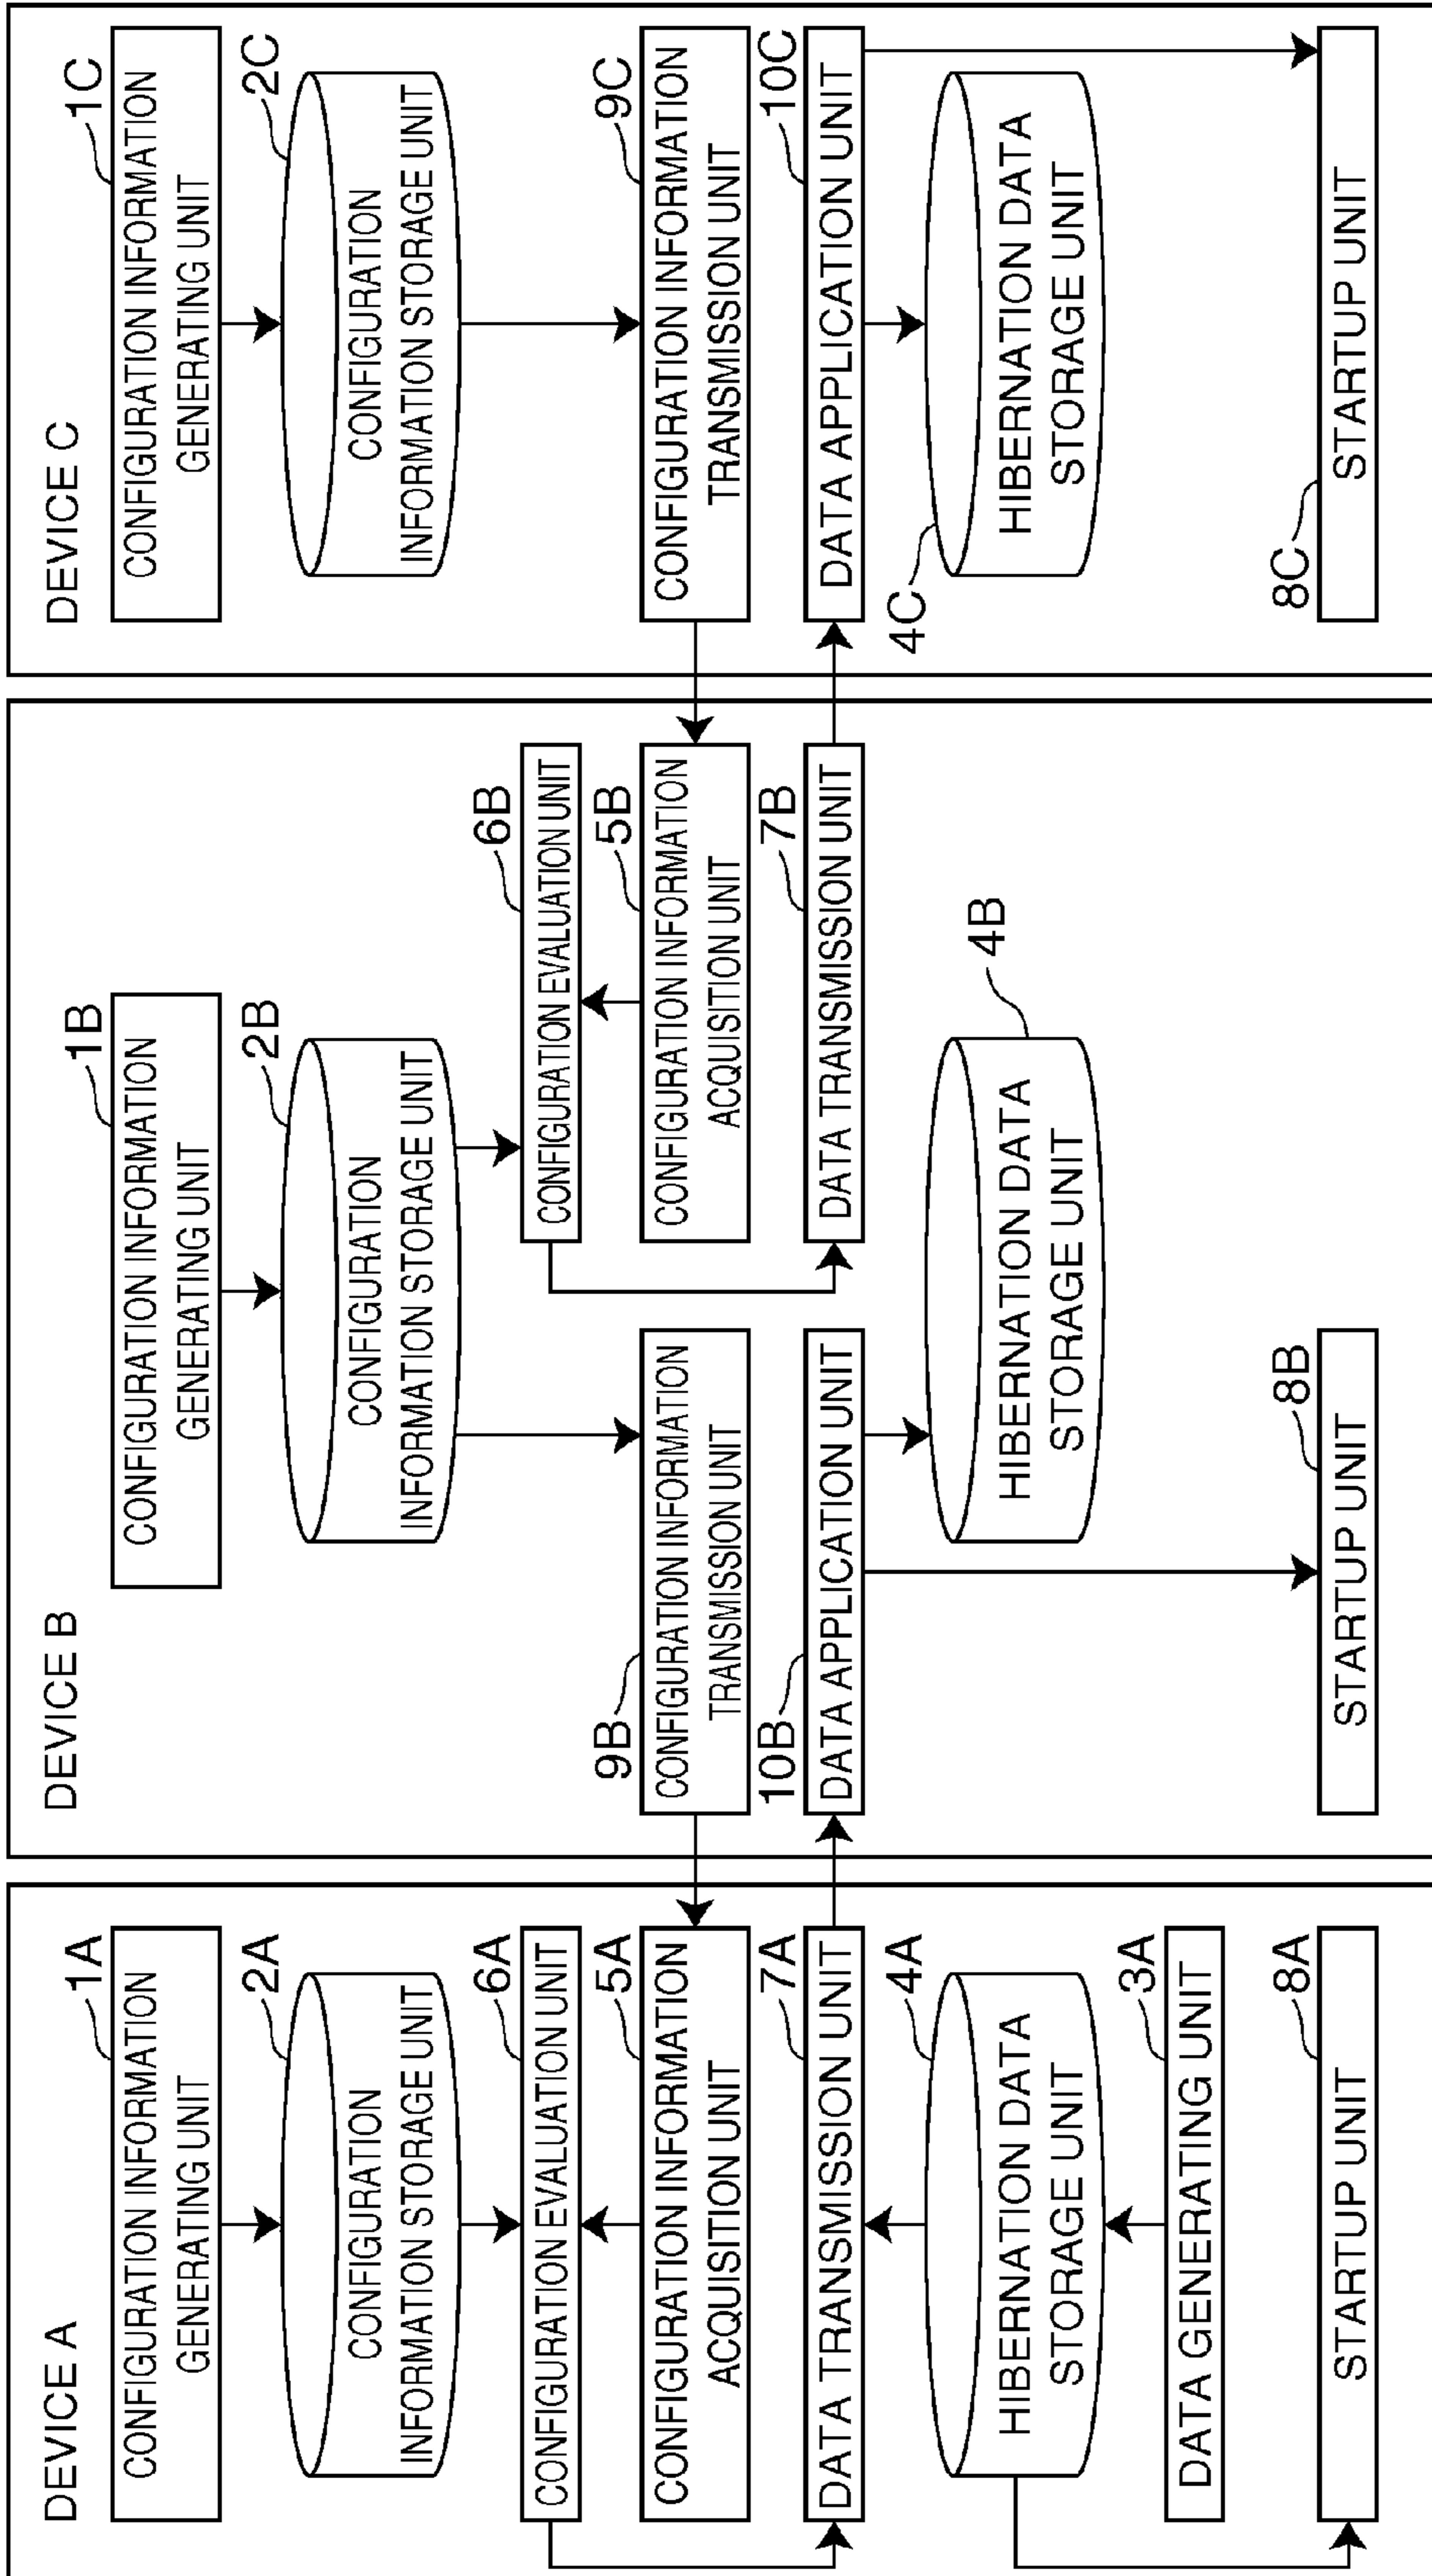 DEVICE A
1A
CONFIGURATION INFORMATION
GENERATING UNIT
2A
CONFIGURATION
INFORMATION STORAGE UNIT
6A
CONFIGURATION EVALUATION UNIT
5A
CONFIGURATION INFORMATION
ACQUISITION UNIT
7A
DATA TRANSMISSION UNIT
4A
HIBERNATION DATA
STORAGE UNIT
3A
DATA GENERATING UNIT
8A
STARTUP UNIT
DEVICE B
1B
CONFIGURATION INFORMATION
GENERATING UNIT
2B
CONFIGURATION
INFORMATION STORAGE UNIT
9B
CONFIGURATION INFORMATION
TRANSMISSION UNIT
6B
CONFIGURATION EVALUATION UNIT
5B
CONFIGURATION INFORMATION
ACQUISITION UNIT
10B
DATA APPLICATION UNIT
7B
DATA TRANSMISSION UNIT
4B
HIBERNATION DATA
STORAGE UNIT
8B
STARTUP UNIT
DEVICE C
1C
CONFIGURATION INFORMATION
GENERATING UNIT
2C
CONFIGURATION
INFORMATION STORAGE UNIT
9C
CONFIGURATION INFORMATION
TRANSMISSION UNIT
10C
DATA APPLICATION UNIT
4C
HIBERNATION DATA
STORAGE UNIT
8C
STARTUP UNIT